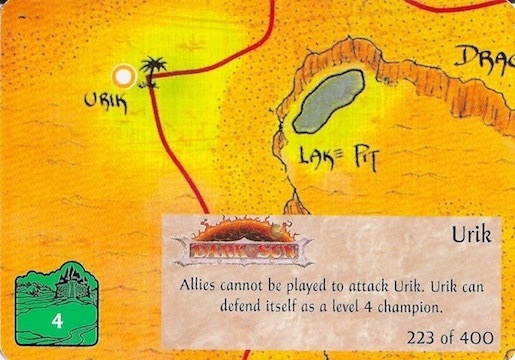 DRAG
URIK
LAKE PIT
DARK SUN
Urik
Allies cannot be played to attack Urik. Urik can
defend itself as a level 4 champion.
4
223 of 400